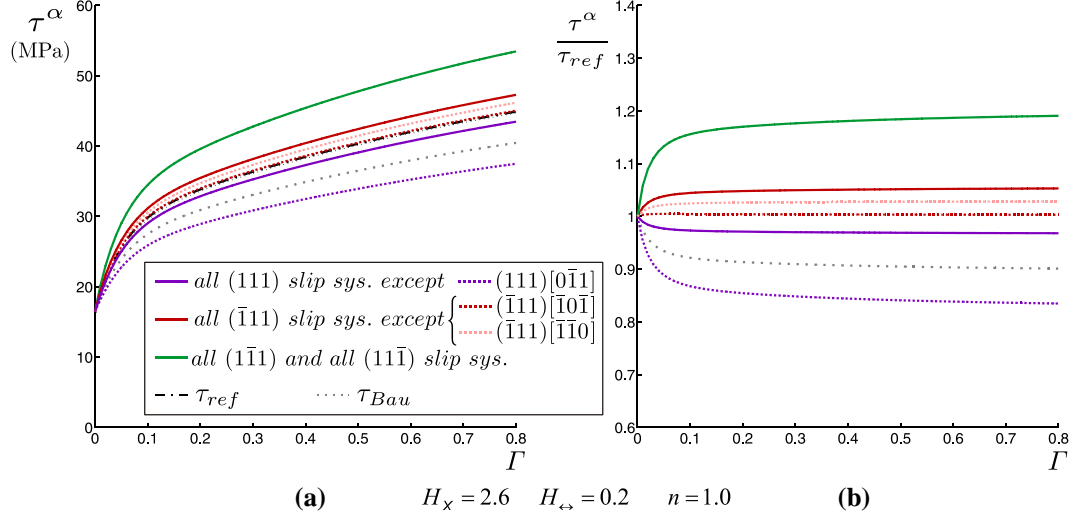 τ^α
(MPa)
60
50
40
30
20
10
0
0 0.1 0.2 0.3 0.4 0.5 0.6 0.7 0.8
Γ
all (111) slip sys. except (111)[01̄1]
all (1̄11) slip sys. except { (1̄11)[1̄01̄]
(1̄11)[1̄1̄0]
all (11̄1) and all (111̄) slip sys.
τ_ref τ_Bau
τ^α
τ_ref
1.4
1.3
1.2
1.1
1
0.9
0.8
0.7
0.6
0 0.1 0.2 0.3 0.4 0.5 0.6 0.7 0.8
Γ
(a) H_× = 2.6 H_↔ = 0.2 n = 1.0 (b)